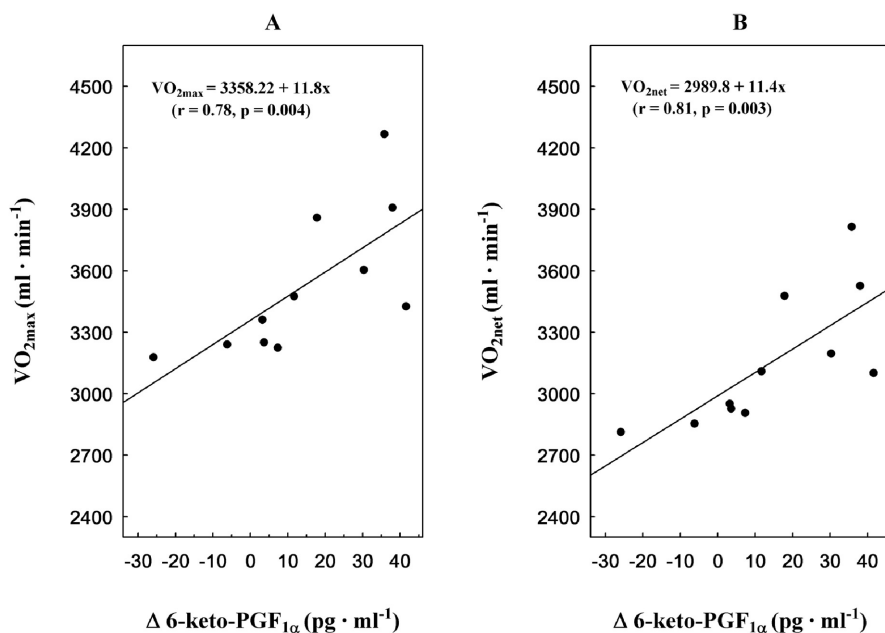 A
VO2max = 3358.22 + 11.8x
(r = 0.78, p = 0.004)
4500
4200
3900
3600
3300
3000
2700
2400
VO2max (ml · min-1)
-30 -20 -10 0 10 20 30 40
Δ 6-keto-PGF1α (pg · ml-1)
B
VO2net = 2989.8 + 11.4x
(r = 0.81, p = 0.003)
4500
4200
3900
3600
3300
3000
2700
2400
VO2net (ml · min-1)
-30 -20 -10 0 10 20 30 40
Δ 6-keto-PGF1α (pg · ml-1)